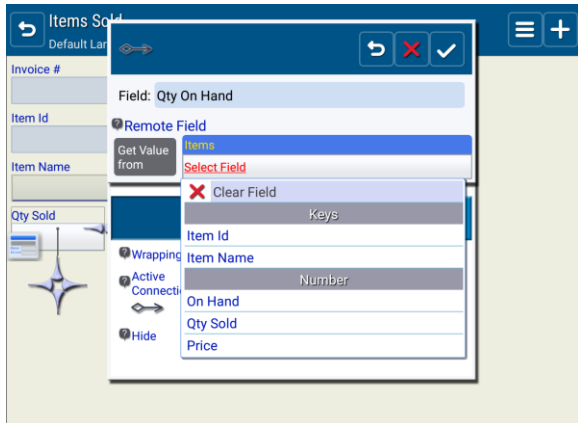 Items So
Default Lar
Invoice #
Item Id
Item Name
Qty Sold
Field: Qty On Hand
Remote Field
Get Value from
Items
Select Field
Clear Field
Keys
Item Id
Item Name
Number
On Hand
Qty Sold
Price
Wrapping
Active
Connecti
Hide